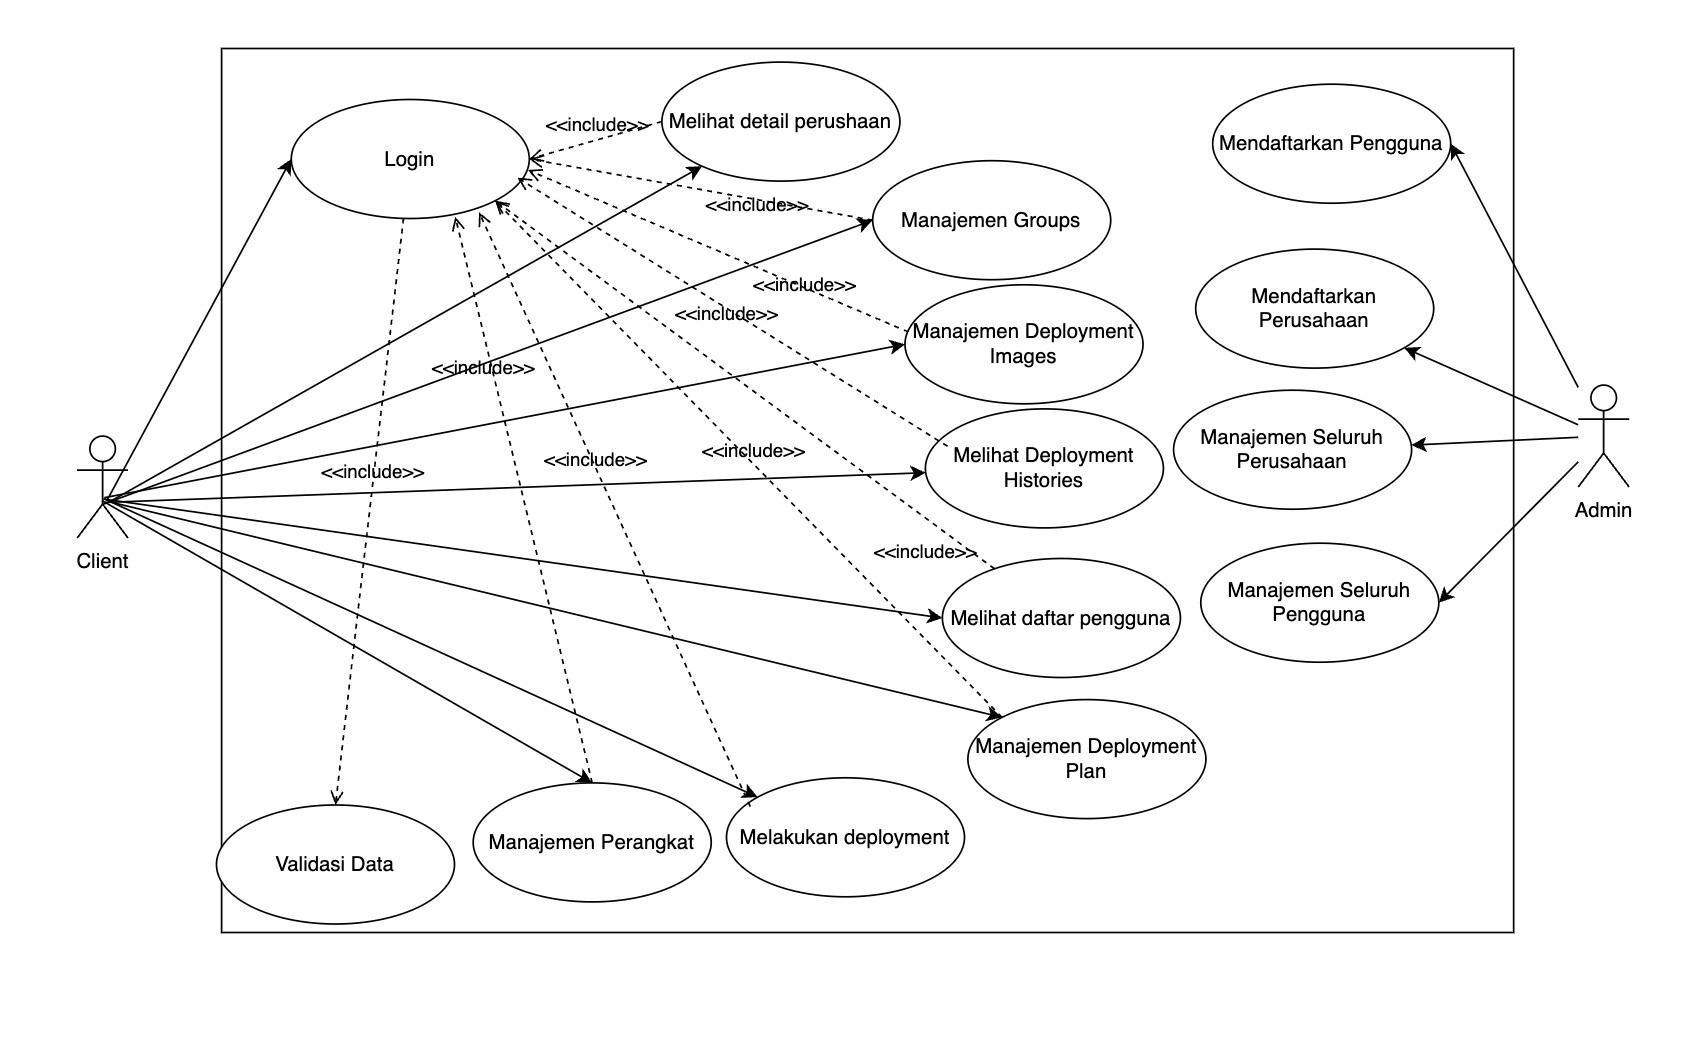 <<include>>
Melihat detail perushaan
Mendaftarkan Pengguna
Login
<<include>>
Manajemen Groups
<<include>>
Mendaftarkan
Perusahaan
<<include>>
Manajemen Deployment
Images
<<include>>
Manajemen Seluruh
Perusahaan
<<include>>
<<include>>
<<include>>
Melihat Deployment
Histories
Admin
Client
<<include>>
Melihat daftar pengguna
Manajemen Seluruh
Pengguna
Manajemen Deployment
Plan
Validasi Data
Manajemen Perangkat
Melakukan deployment